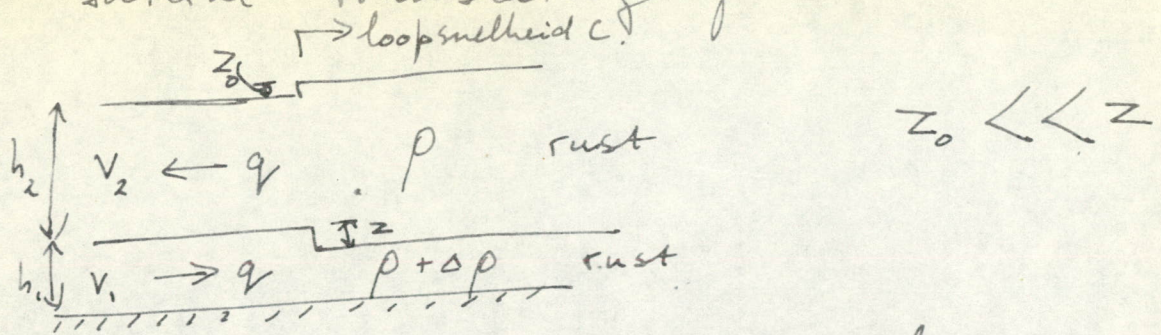 → loopsnelheid c.
z₀
z₀ << z
h₂ v₂ ← q ρ rust
z
h₁ v₁ → q ρ + Δρ rust